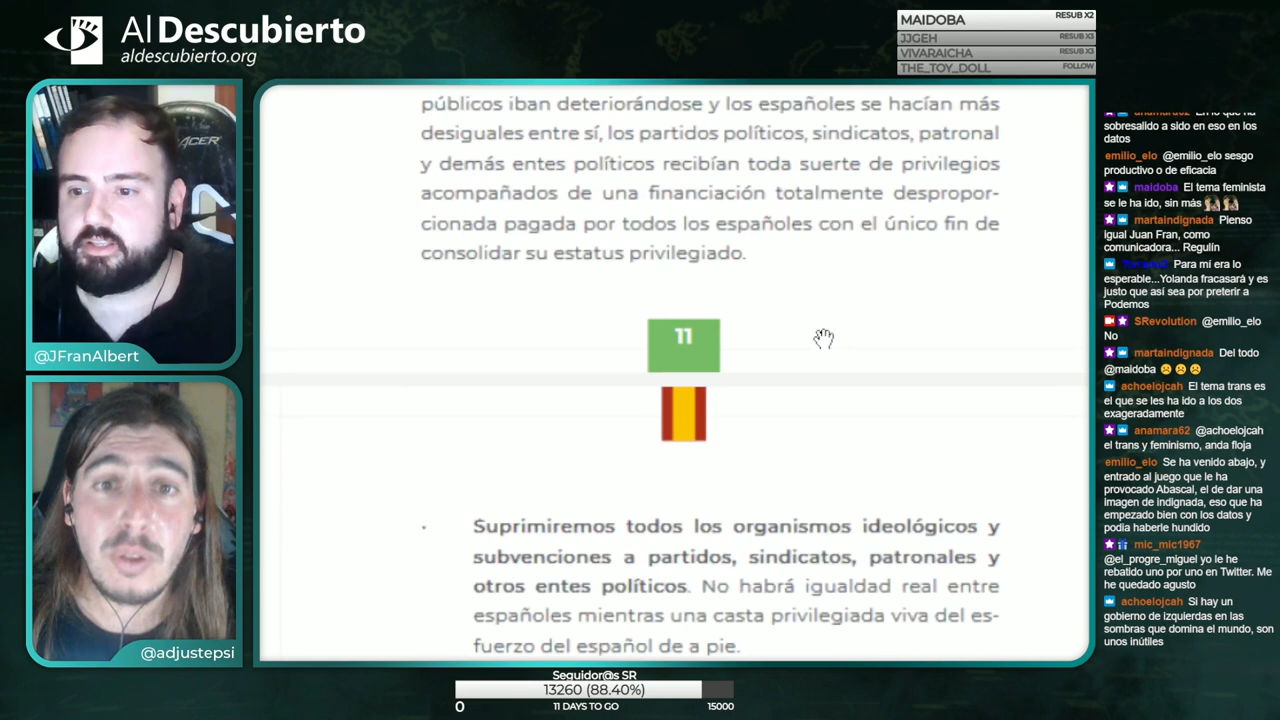 Al Descubierto
aldescubierto.org
MAIDOBA RESUB X2
JJGEH RESUB X3
VIVARAICHA RESUB X3
THE_TOY_DOLL FOLLOW
ACER
@JFranAlbert
@adjustepsi
públicos iban deteriorándose y los españoles se hacían más
desiguales entre sí, los partidos políticos, sindicatos, patronal
y demás entes políticos recibían toda suerte de privilegios
acompañados de una financiación totalmente despropor-
cionada pagada por todos los españoles con el único fin de
consolidar su estatus privilegiado.
11
· Suprimiremos todos los organismos ideológicos y
subvenciones a partidos, sindicatos, patronales y
otros entes políticos. No habrá igualdad real entre
españoles mientras una casta privilegiada viva del es-
fuerzo del español de a pie.
Seguidor@s SR
13260 (88.40%)
0 11 DAYS TO GO 15000
sobresalido a sido en eso en los
datos
emilio_elo @emilio_elo sesgo
productivo o de eficacia
maidoba El tema feminista
se le ha ido, sin más
martaindignada Pienso
Igual Juan Fran, como
comunicadora... Regulín
Para mí era lo
esperable...Yolanda fracasará y es
justo que así sea por preterir a
Podemos
SRevolution @emilio_elo
No
martaindignada Del todo
@maidoba
achoelojcah El tema trans es
el que se les ha ido a los dos
exageradamente
anamara62 @achoelojcah
el trans y feminismo, anda floja
emilio_elo Se ha venido abajo, y
entrado al juego que le ha
provocado Abascal, el de dar una
imagen de indignada, eso que ha
empezado bien con los datos y
podia haberle hundido
mic_mic1967
@el_progre_miguel yo le he
rebatido uno por uno en Twitter. Me
he quedado agusto
achoelojcah Si hay un
gobierno de izquierdas en las
sombras que domina el mundo, son
unos inútiles